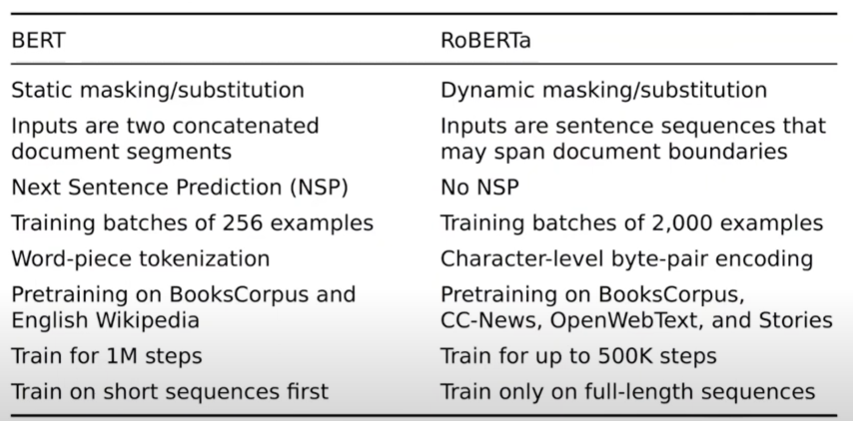 BERT RoBERTa
Static masking/substitution Dynamic masking/substitution
Inputs are two concatenated Inputs are sentence sequences that
document segments may span document boundaries
Next Sentence Prediction (NSP) No NSP
Training batches of 256 examples Training batches of 2,000 examples
Word-piece tokenization Character-level byte-pair encoding
Pretraining on BooksCorpus and Pretraining on BooksCorpus,
English Wikipedia CC-News, OpenWebText, and Stories
Train for 1M steps Train for up to 500K steps
Train on short sequences first Train only on full-length sequences